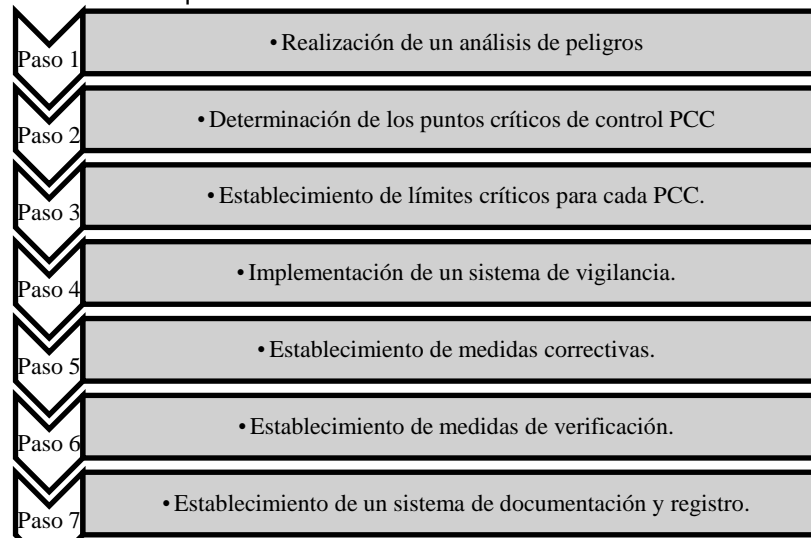 Paso 1
• Realización de un análisis de peligros
Paso 2
• Determinación de los puntos críticos de control PCC
Paso 3
• Establecimiento de límites críticos para cada PCC.
Paso 4
• Implementación de un sistema de vigilancia.
Paso 5
• Establecimiento de medidas correctivas.
Paso 6
• Establecimiento de medidas de verificación.
Paso 7
• Establecimiento de un sistema de documentación y registro.